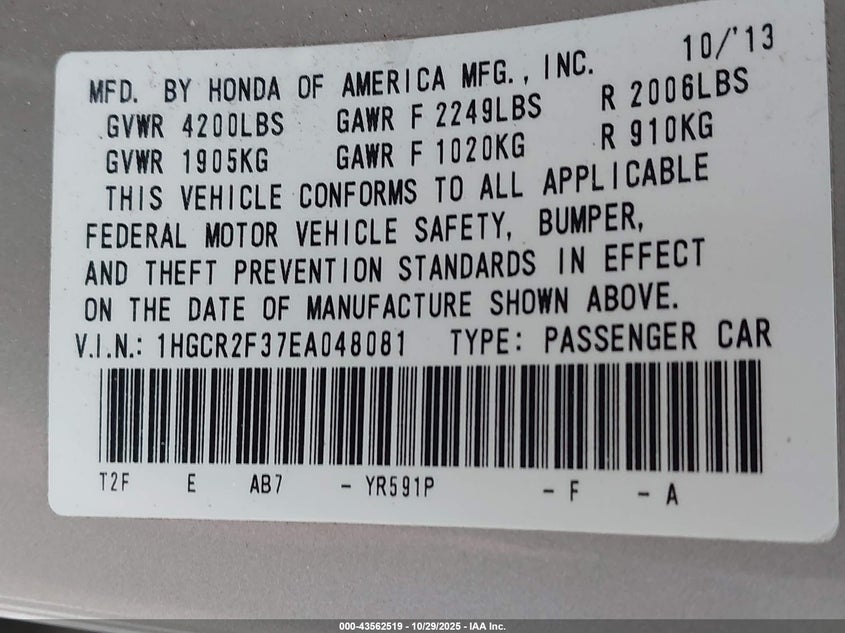 MFD. BY HONDA OF AMERICA MFG., INC. 10/'13
GVWR 4200LBS GAWR F 2249LBS R 2006LBS
GVWR 1905KG GAWR F 1020KG R 910KG
THIS VEHICLE CONFORMS TO ALL APPLICABLE
FEDERAL MOTOR VEHICLE SAFETY, BUMPER,
AND THEFT PREVENTION STANDARDS IN EFFECT
ON THE DATE OF MANUFACTURE SHOWN ABOVE.
V.I.N.: 1HGCR2F37EA048081 TYPE: PASSENGER CAR
T2F E AB7 - YR591P - F - A
000-43562519 - 10/29/2025 - IAA Inc.